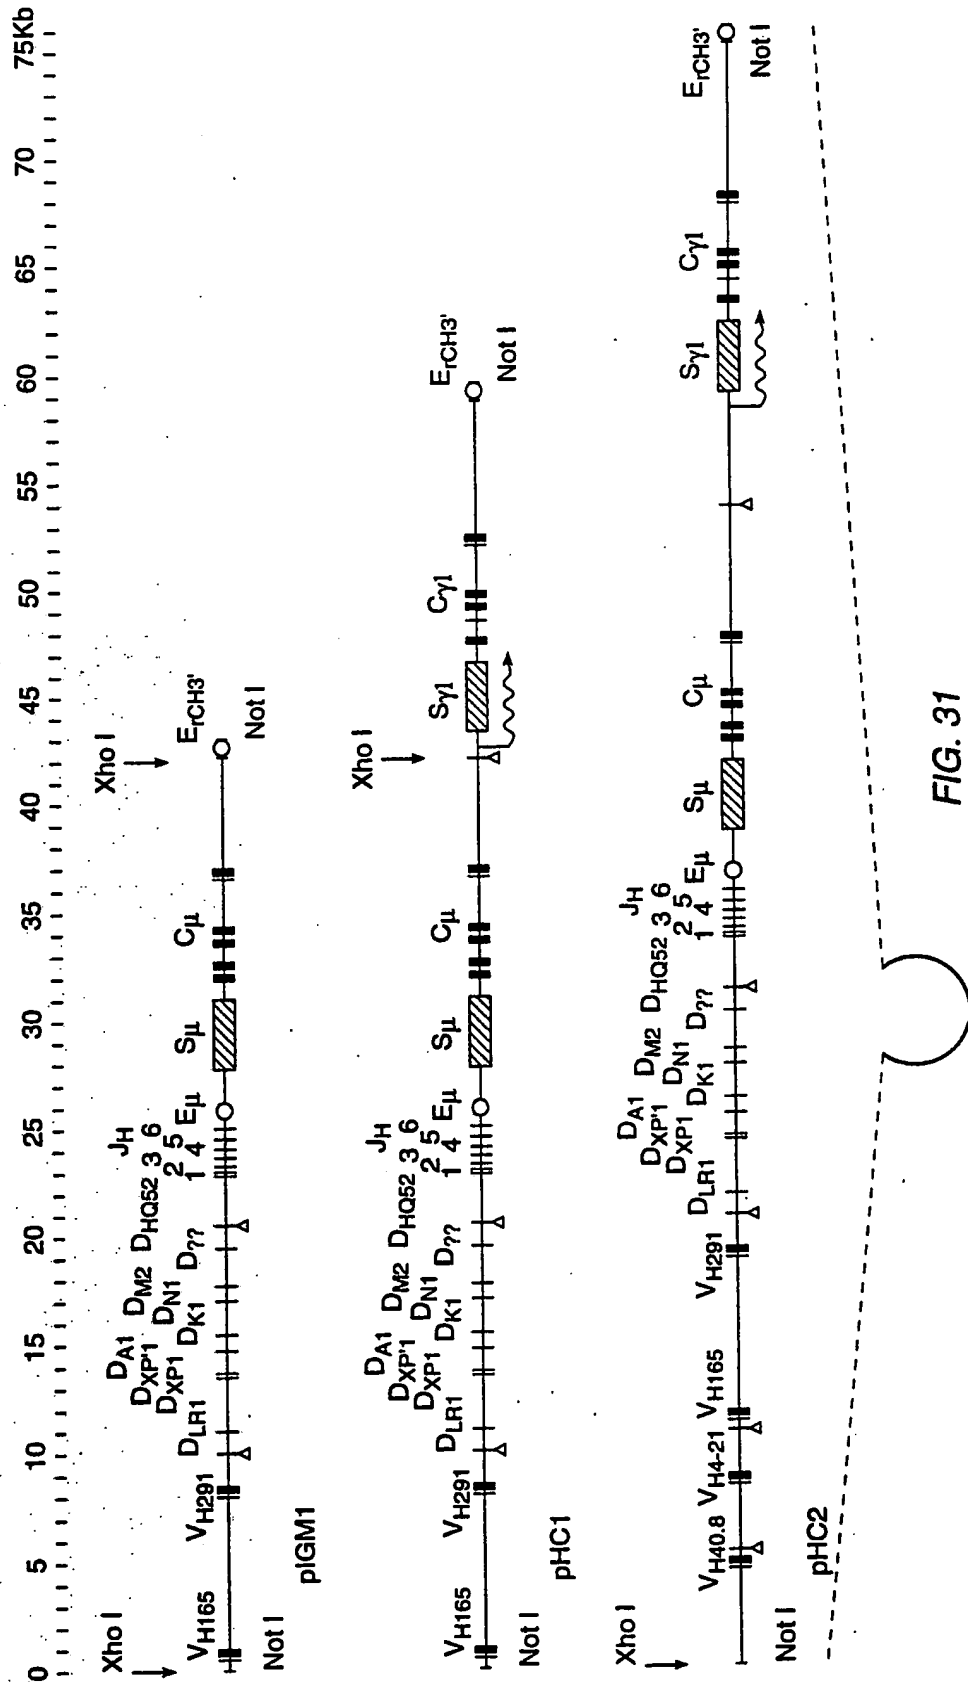 0 5 10 15 20 25 30 35 40 45 50 55 60 65 70 75Kb
Xho I
Xho I
VH165
VH291
DLR1
DXP1
DXP'1
DA1
DK1
DN1
DM2
D??
DHQ52
JH
1 2 3 4 5 6
Eμ
Sμ
Cμ
ErCH3'
Not I
Not I
pIGM1
Xho I
VH165
VH291
DLR1
DXP1
DXP'1
DA1
DK1
DN1
DM2
D??
DHQ52
JH
1 2 3 4 5 6
Eμ
Sμ
Cμ
Sγ1
Cγ1
ErCH3'
Not I
Not I
pHC1
Xho I
VH40.8
VH4-21
VH165
VH291
DLR1
DXP1
DXP'1
DA1
DK1
DN1
DM2
D??
DHQ52
JH
1 2 3 4 5 6
Eμ
Sμ
Cμ
Sγ1
Cγ1
ErCH3'
Not I
Not I
pHC2
FIG. 31